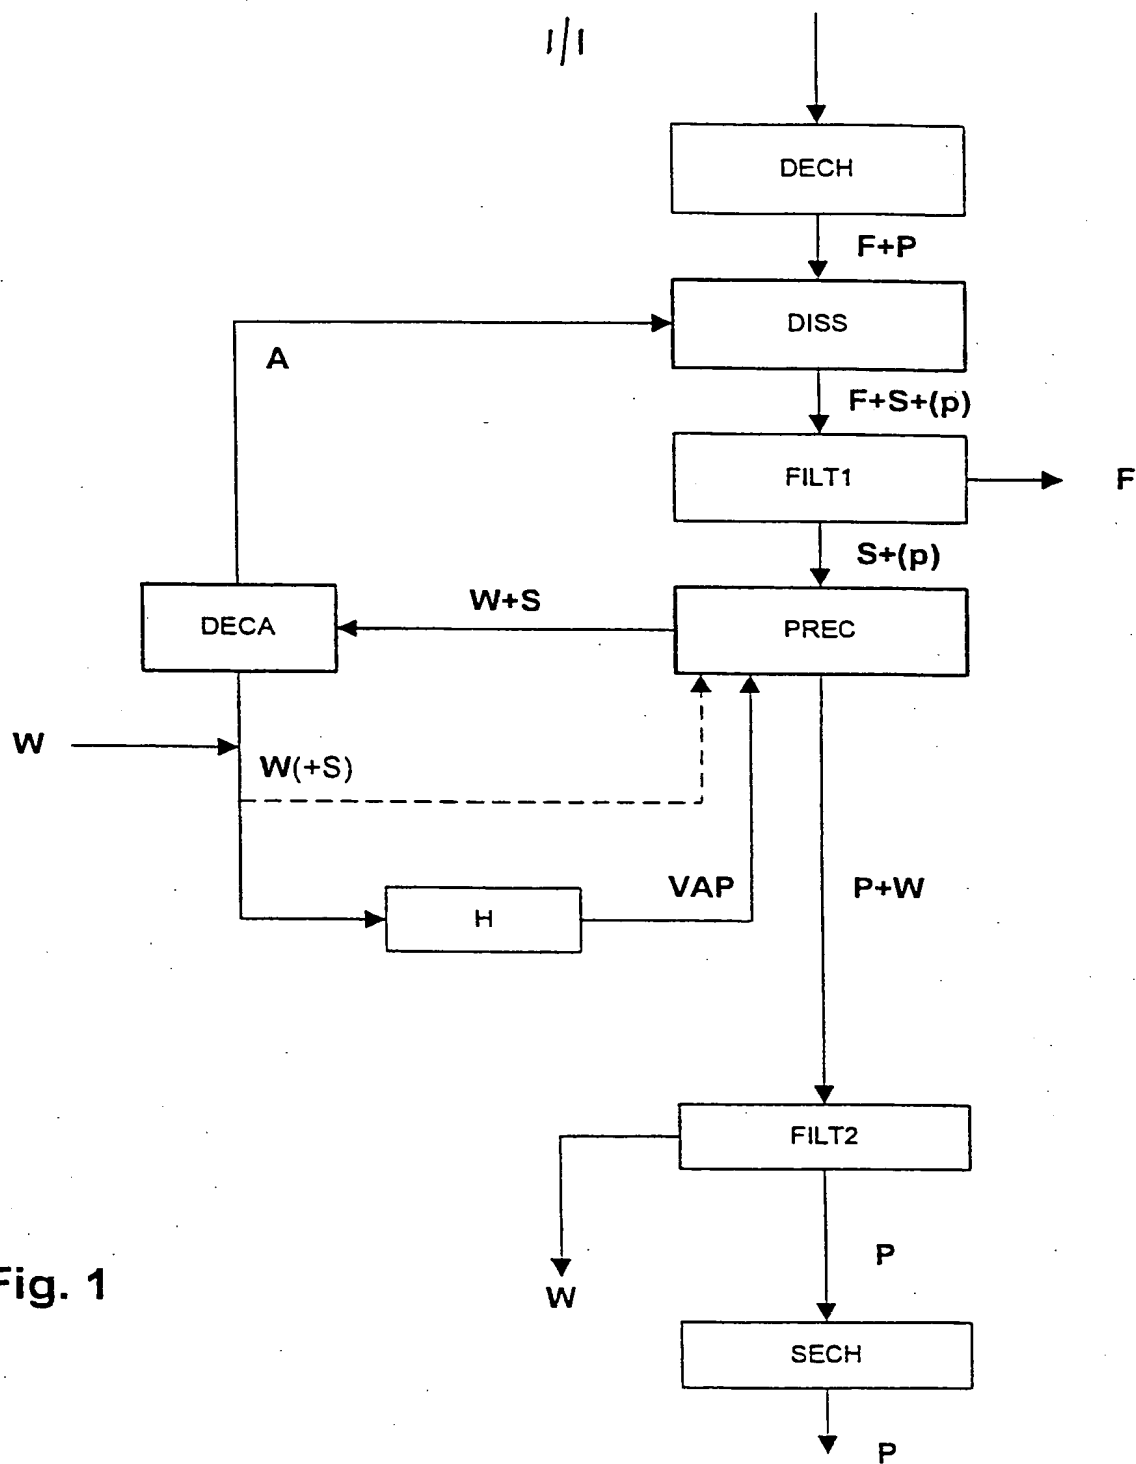 1/1
DECH
F+P
DISS
A
F+S+(p)
FILT1
F
S+(p)
DECA
W+S
PREC
W
W(+S)
VAP
P+W
H
FILT2
P
W
Fig. 1
SECH
P